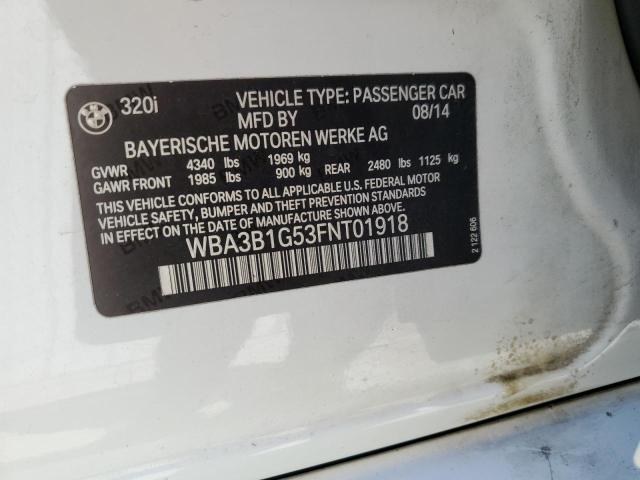 320i VEHICLE TYPE: PASSENGER CAR
MFD BY 08/14
BAYERISCHE MOTOREN WERKE AG
GVWR 4340 lbs 1969 kg
GAWR FRONT 1985 lbs 900 kg REAR 2480 lbs 1125 kg
THIS VEHICLE CONFORMS TO ALL APPLICABLE U.S. FEDERAL MOTOR
VEHICLE SAFETY, BUMPER, AND THEFT PREVENTION STANDARDS
IN EFFECT ON THE DATE OF MANUFACTURE SHOWN ABOVE.
WBA3B1G53FNT01918
2 122 606